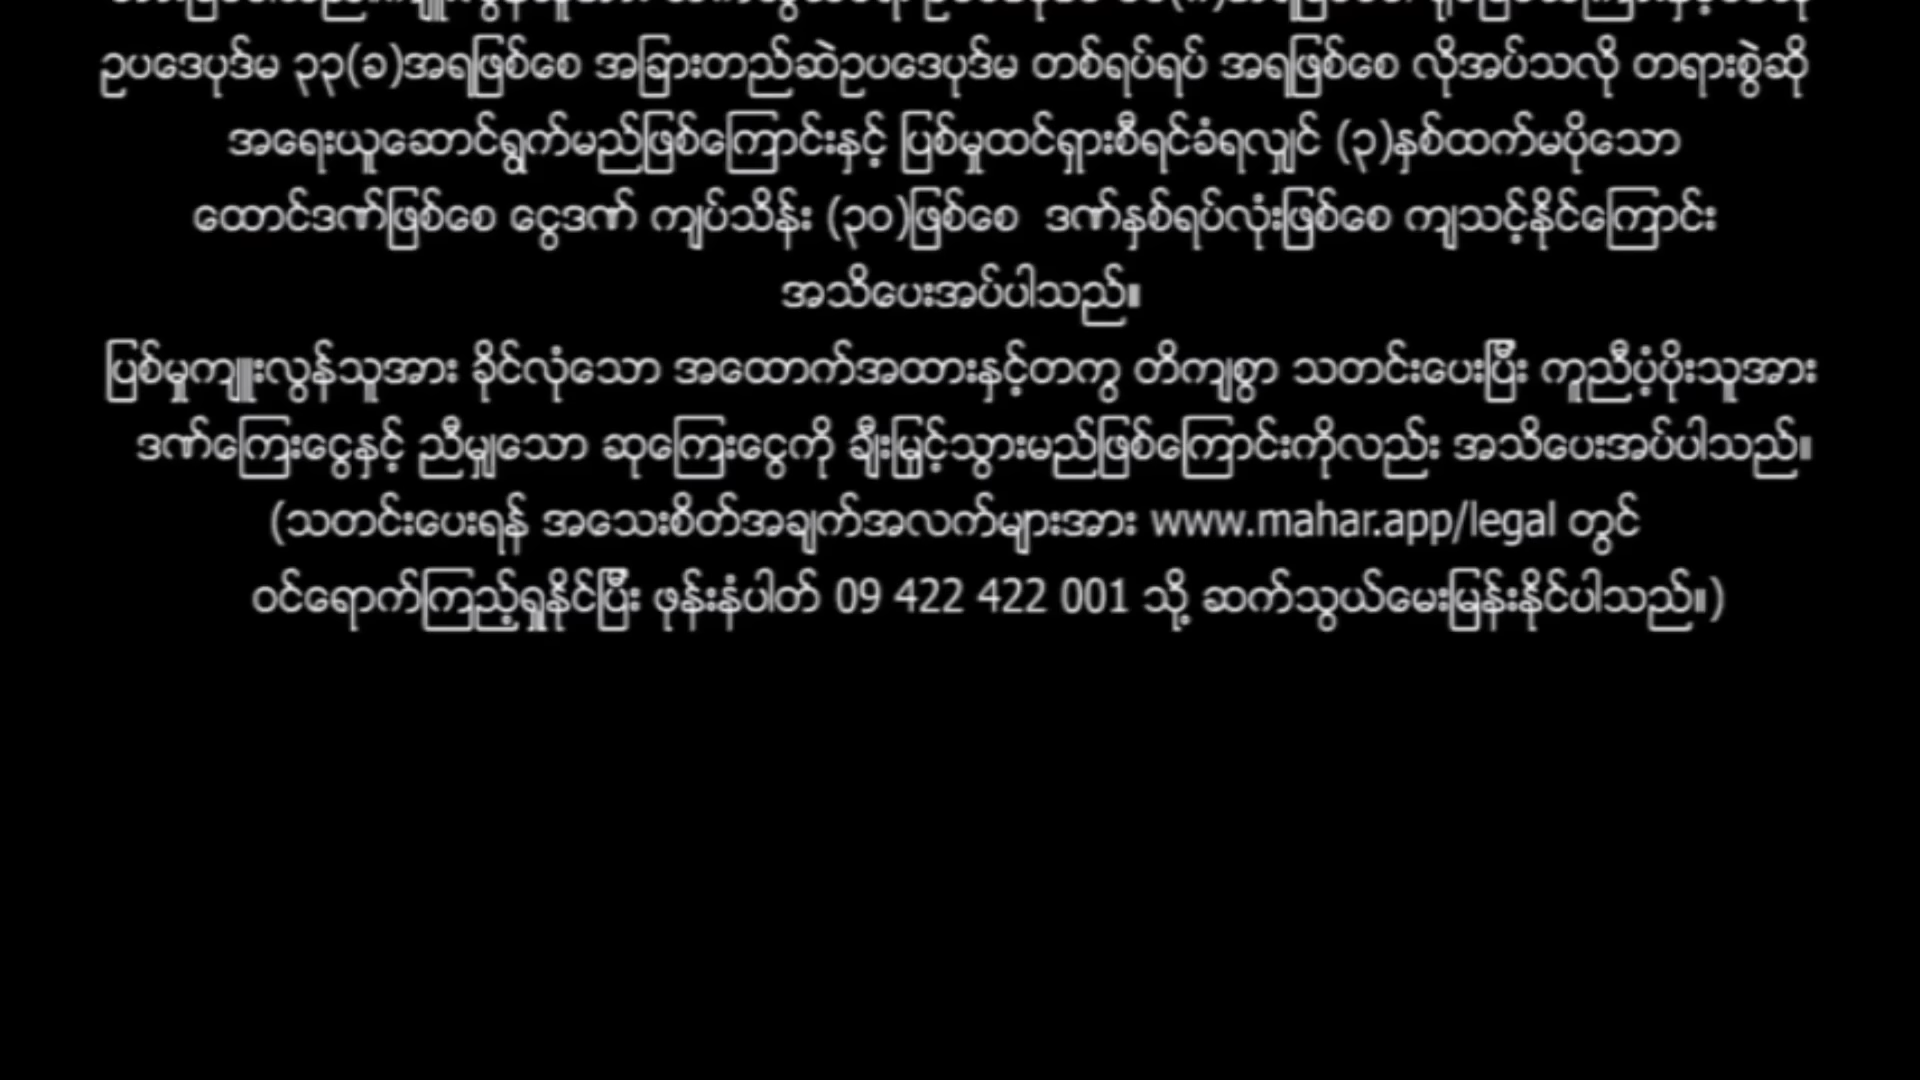 ဥပဒေပုဒ်မ ၃၃(ခ)အရဖြစ်စေ အခြားတည်ဆဲဥပဒေပုဒ်မ တစ်ရပ်ရပ် အရဖြစ်စေ လိုအပ်သလို တရားစွဲဆို
အရေးယူဆောင်ရွက်မည်ဖြစ်ကြောင်းနှင့် ပြစ်မှုထင်ရှားစီရင်ခံရလျှင် (၃)နှစ်ထက်မပိုသော
ထောင်ဒဏ်ဖြစ်စေ ငွေဒဏ် ကျပ်သိန်း (၃၀)ဖြစ်စေ ဒဏ်နှစ်ရပ်လုံးဖြစ်စေ ကျသင့်နိုင်ကြောင်း
အသိပေးအပ်ပါသည်။
ပြစ်မှုကျူးလွန်သူအား ခိုင်လုံသော အထောက်အထားနှင့်တကွ တိကျစွာ သတင်းပေးပြီး ကူညီပံ့ပိုးသူအား
ဒဏ်ကြေးငွေနှင့် ညီမျှသော ဆုကြေးငွေကို ချီးမြှင့်သွားမည်ဖြစ်ကြောင်းကိုလည်း အသိပေးအပ်ပါသည်။
(သတင်းပေးရန် အသေးစိတ်အချက်အလက်များအား www.mahar.app/legal တွင်
ဝင်ရောက်ကြည့်ရှုနိုင်ပြီး ဖုန်းနံပါတ် 09 422 422 001 သို့ ဆက်သွယ်မေးမြန်းနိုင်ပါသည်။)